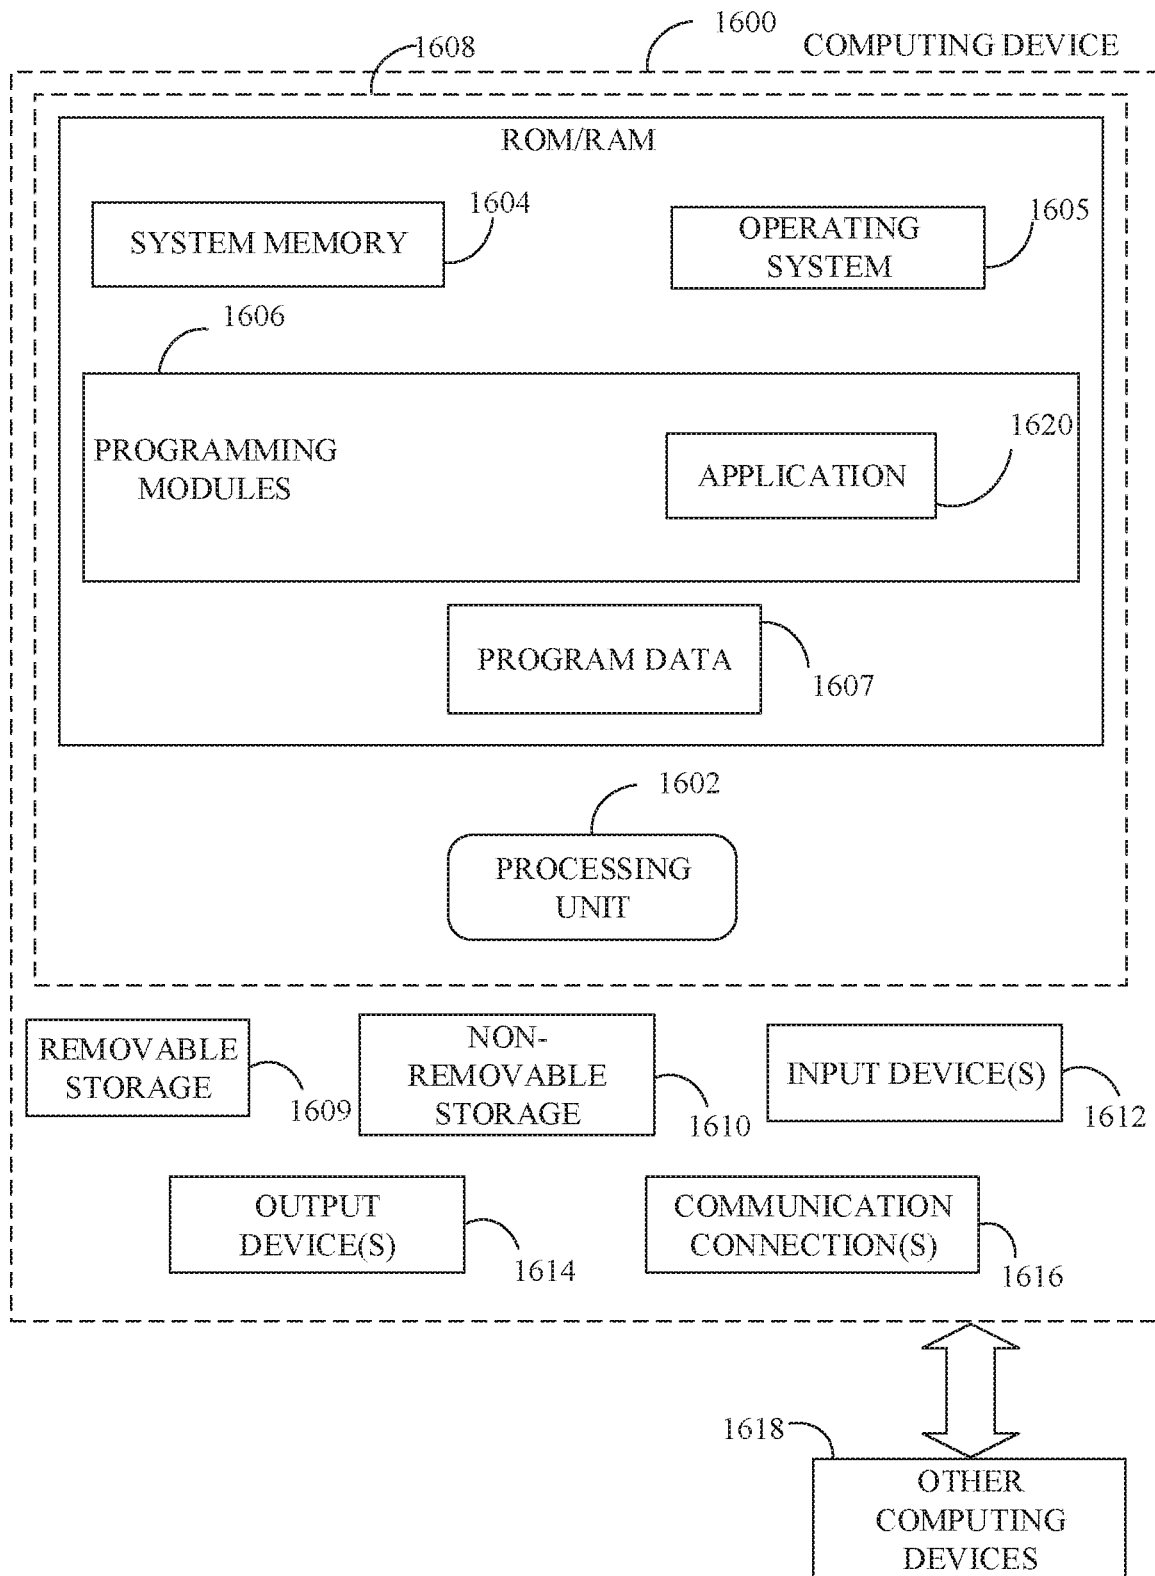 1600
1608
COMPUTING DEVICE
ROM/RAM
1604
SYSTEM MEMORY
1605
OPERATING
SYSTEM
1606
PROGRAMMING
MODULES
1620
APPLICATION
PROGRAM DATA
1607
1602
PROCESSING
UNIT
REMOVABLE
STORAGE
1609
NON-
REMOVABLE
STORAGE
1610
INPUT DEVICE(S)
1612
OUTPUT
DEVICE(S)
1614
COMMUNICATION
CONNECTION(S)
1616
1618
OTHER
COMPUTING
DEVICES